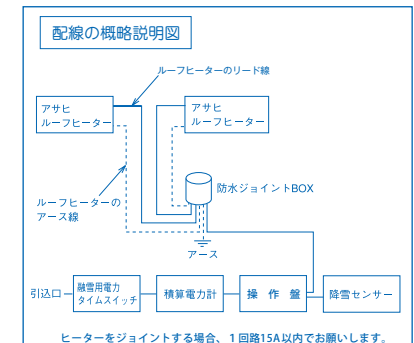 配線の概略説明図
ルーフヒーターのリード線
アサヒ
ルーフヒーター
アサヒ
ルーフヒーター
防水ジョイントBOX
ルーフヒーターの
アース線
アース
引込口
融雪用電力
タイムスイッチ
積算電力計
操作盤
降雪センサー
ヒーターをジョイントする場合、1回路15A以内でお願いします。